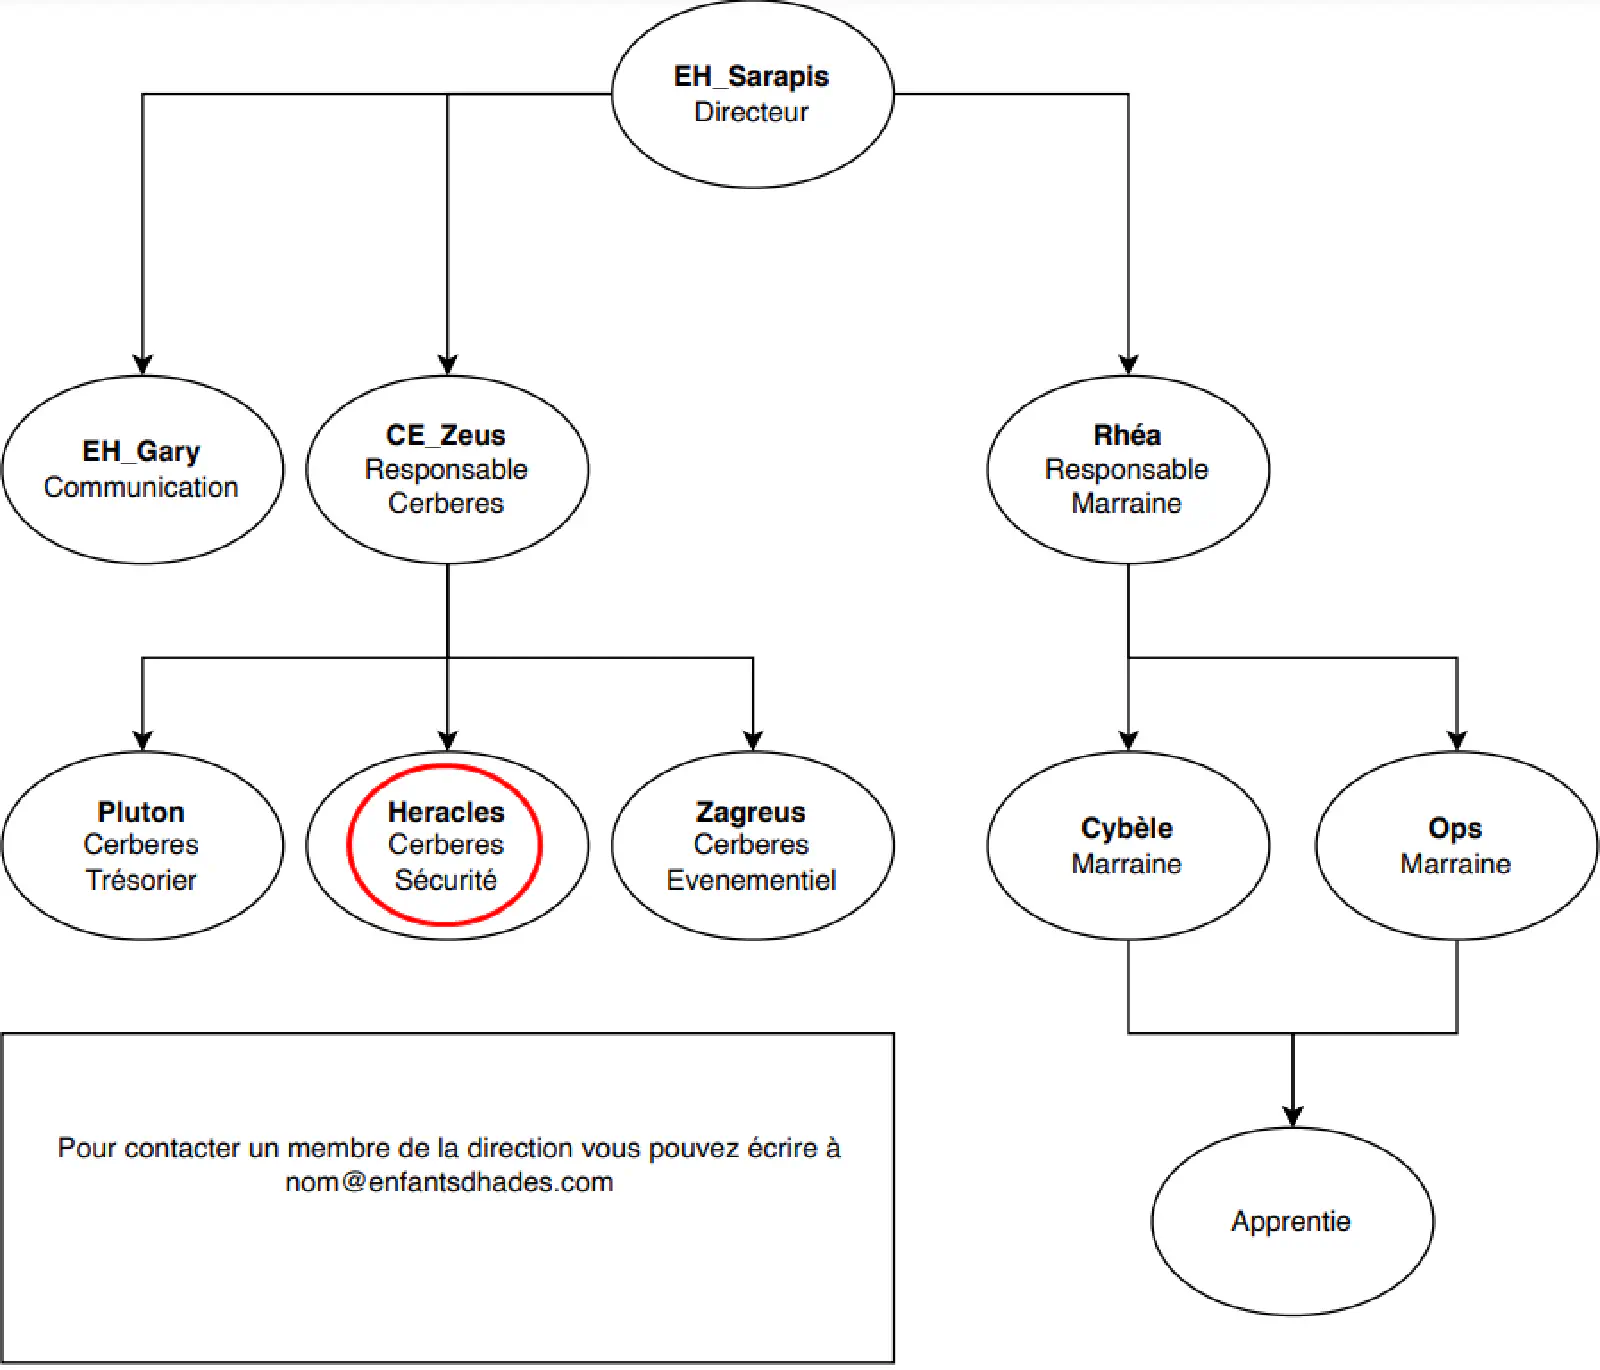 EH_Sarapis
Directeur
EH_Gary
Communication
CE_Zeus
Responsable
Cerberes
Rhéa
Responsable
Marraine
Pluton
Cerberes
Trésorier
Heracles
Cerberes
Sécurité
Zagreus
Cerberes
Evenementiel
Cybèle
Marraine
Ops
Marraine
Pour contacter un membre de la direction vous pouvez écrire à
nom@enfantsdhades.com
Apprentie